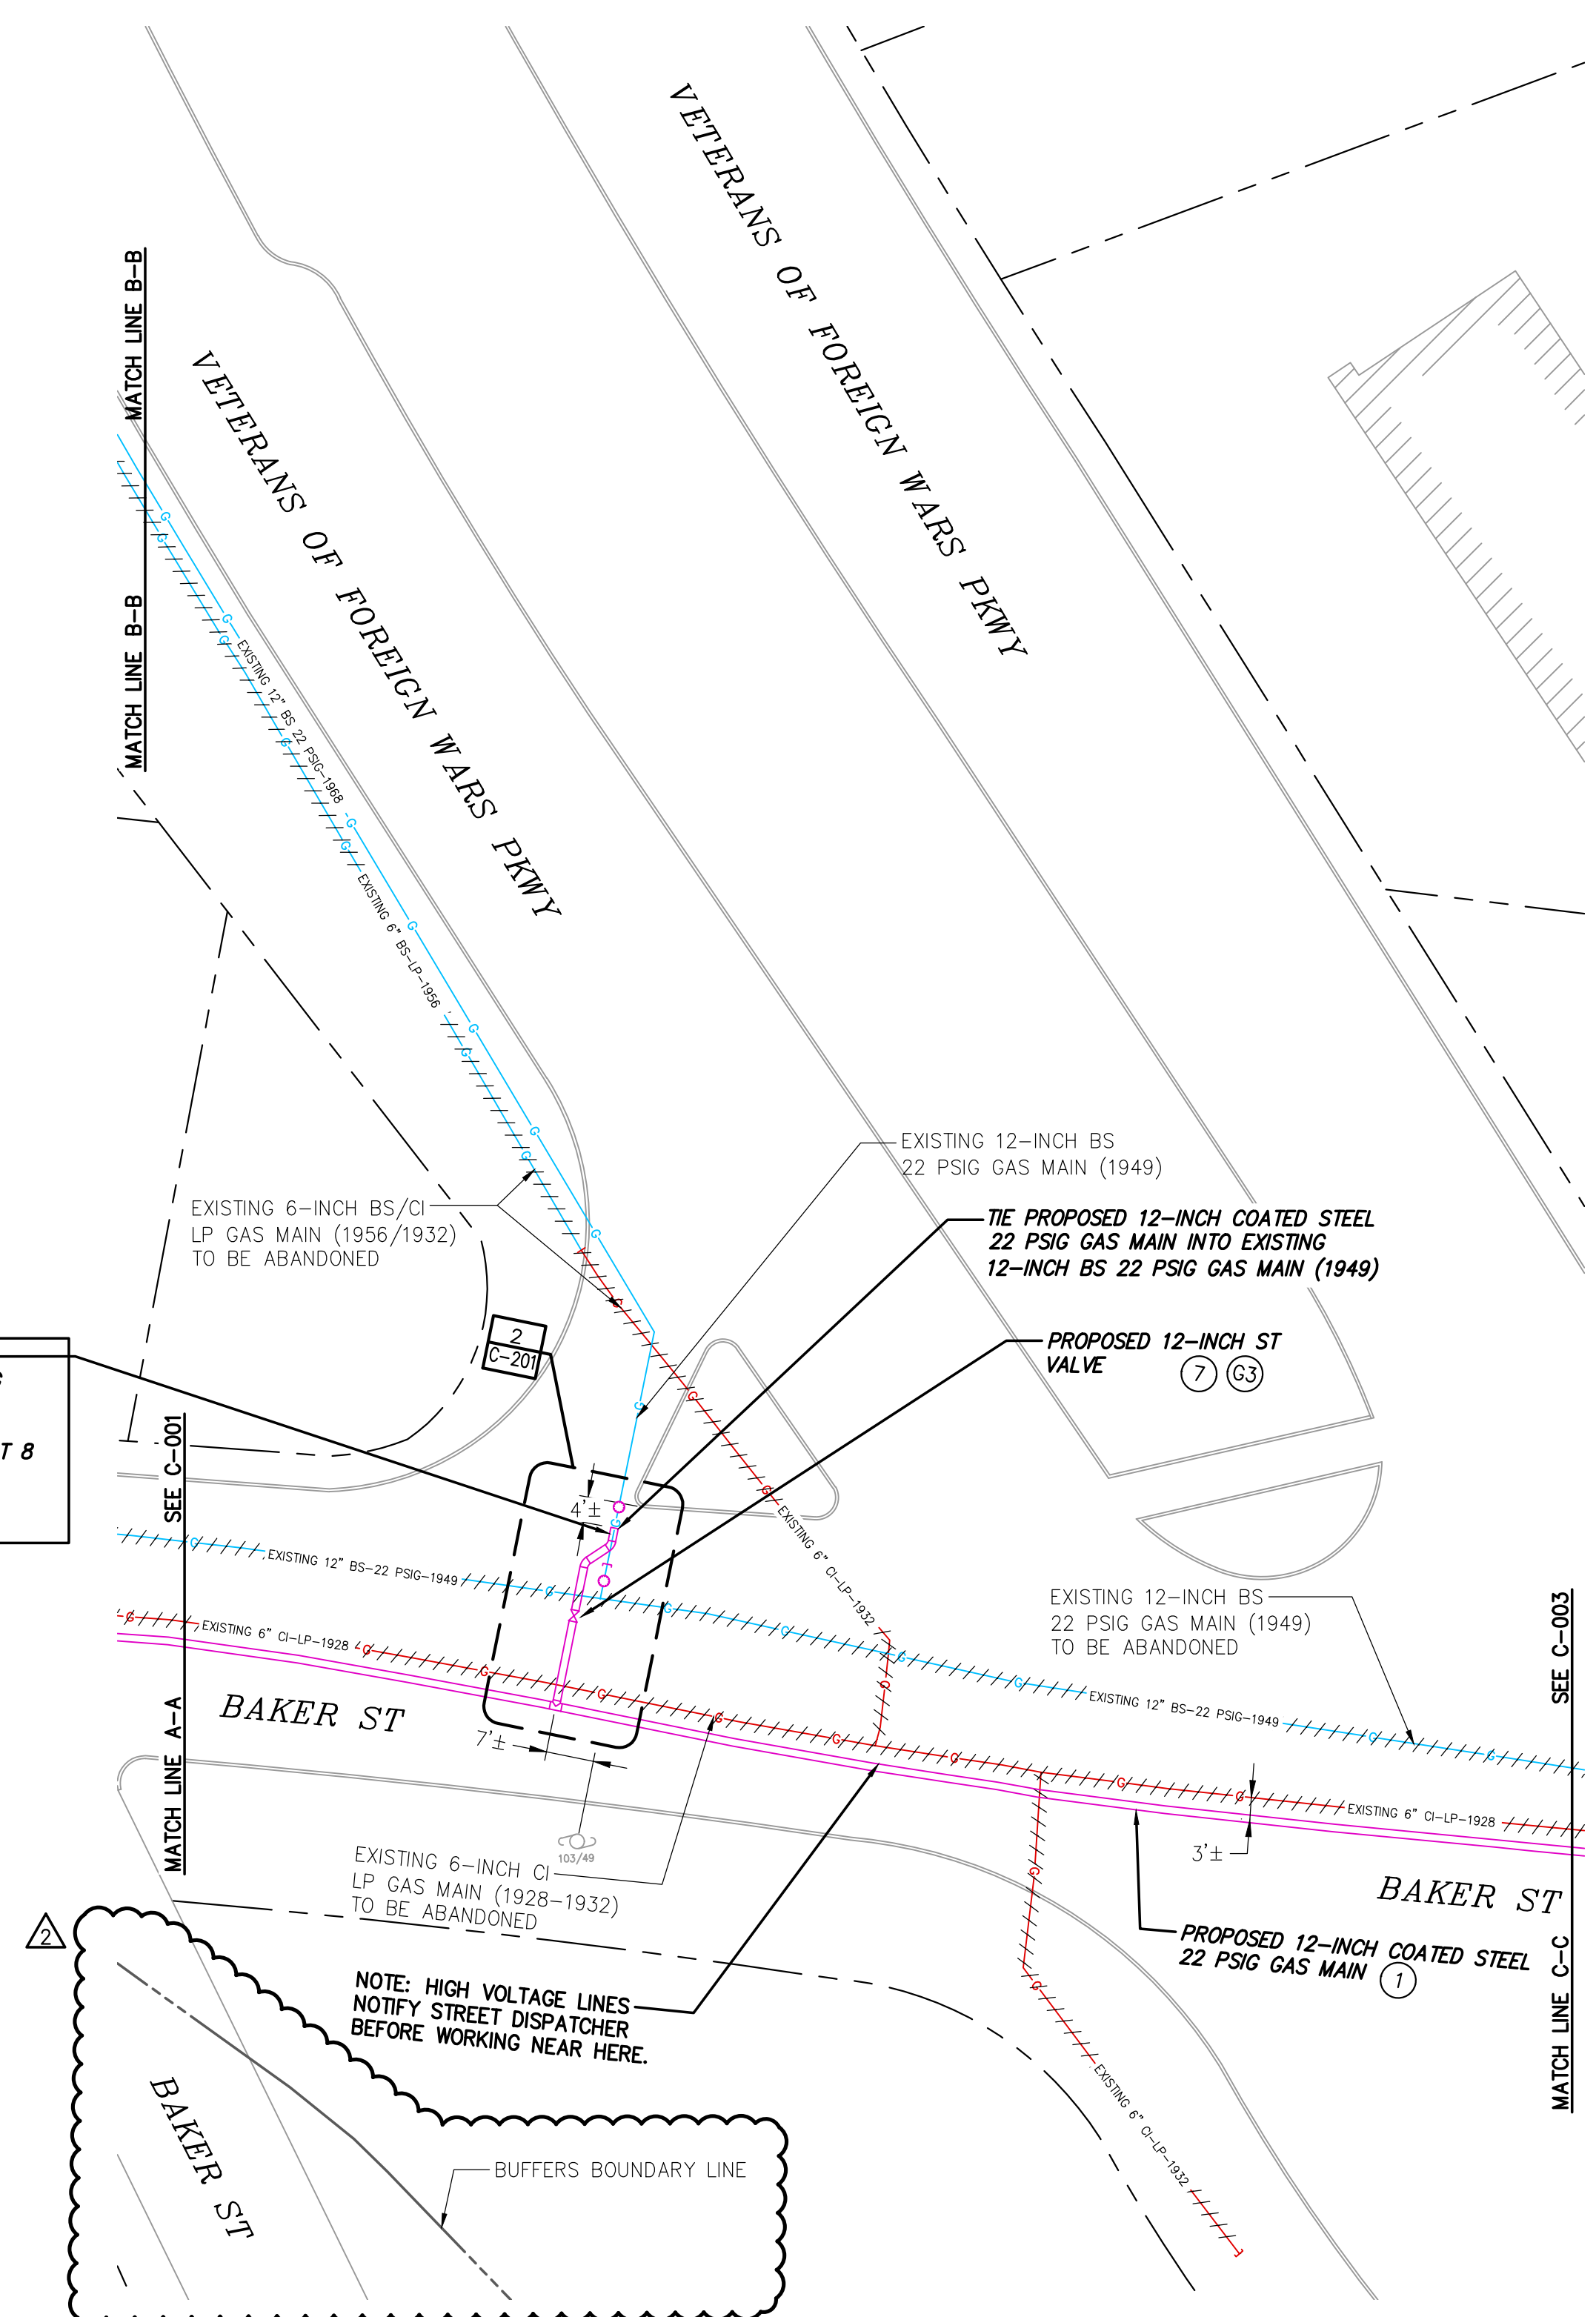 VETERANS OF FOREIGN WARS PKWY
MATCH LINE B-B
MATCH LINE B-B
VETERANS OF FOREIGN WARS PKWY
G
G
G
G
EXISTING 12" BS 22 PSIG-1968
G
G
G
EXISTING 6" BS-LP-1956
G
G
G
G
G
EXISTING 12-INCH BS
22 PSIG GAS MAIN (1949)
EXISTING 6-INCH BS/CI
LP GAS MAIN (1956/1932)
TO BE ABANDONED
TIE PROPOSED 12-INCH COATED STEEL
22 PSIG GAS MAIN INTO EXISTING
12-INCH BS 22 PSIG GAS MAIN (1949)
G
G
2
C-201
PROPOSED 12-INCH ST
VALVE
7
G3
T 8
G
G
G
SEE C-001
4'±
G
EXISTING 6" CI-LP-1932
G
EXISTING 12" BS-22 PSIG-1949
G
G
G
G
G
EXISTING 12" BS-22 PSIG-1949
G
G
EXISTING 12-INCH BS
22 PSIG GAS MAIN (1949)
TO BE ABANDONED
SEE C-003
G
EXISTING 6" CI-LP-1928
G
G
G
G
G
G
G
G
G
EXISTING 6" CI-LP-1928
BAKER ST
MATCH LINE A-A
7'±
3'±
103/49
EXISTING 6-INCH CI
LP GAS MAIN (1928-1932)
TO BE ABANDONED
BAKER ST
PROPOSED 12-INCH COATED STEEL
22 PSIG GAS MAIN
1
MATCH LINE C-C
2
NOTE: HIGH VOLTAGE LINES
NOTIFY STREET DISPATCHER
BEFORE WORKING NEAR HERE.
G
G
EXISTING 6" CI-LP-1932
BAKER ST
BUFFERS BOUNDARY LINE